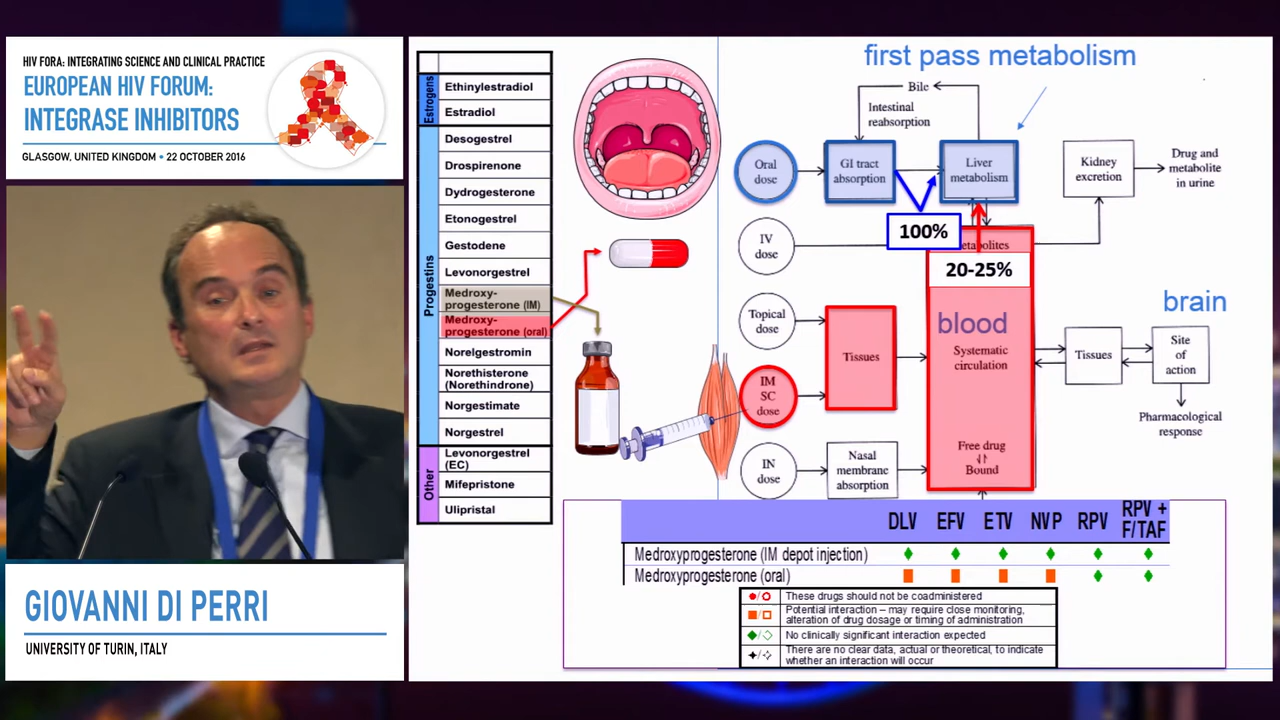 HIV FORA: INTEGRATING SCIENCE AND CLINICAL PRACTICE
EUROPEAN HIV FORUM:
INTEGRASE INHIBITORS
GLASGOW, UNITED KINGDOM • 22 OCTOBER 2016
GIOVANNI DI PERRI
UNIVERSITY OF TURIN, ITALY
Estrogens
Ethinylestradiol
Estradiol
Progestins
Desogestrel
Drospirenone
Dydrogesterone
Etonogestrel
Gestodene
Levonorgestrel
Medroxy-
progesterone (IM)
Medroxy-
progesterone (oral)
Norelgestromin
Norethisterone
(Norethindrone)
Norgestimate
Norgestrel
Other
Levonorgestrel
(EC)
Mifepristone
Ulipristal
first pass metabolism
Bile
Intestinal
reabsorption
Oral
dose
GI tract
absorption
Liver
metabolism
Kidney
excretion
Drug and
metabolite
in urine
100%
IV
dose
etabolites
20-25%
Topical
dose
Tissues
blood
Systematic
circulation
brain
Tissues
Site
of
action
IM
SC
dose
Pharmacological
response
IN
dose
Nasal
membrane
absorption
Free drug
Bound
DLV EFV ETV NVP RPV RPV +
F/TAF
Medroxyprogesterone (IM depot injection)
Medroxyprogesterone (oral)
These drugs should not be coadministered
Potential interaction – may require close monitoring,
alteration of drug dosage or timing of administration
No clinically significant interaction expected
There are no clear data, actual or theoretical, to indicate
whether an interaction will occur